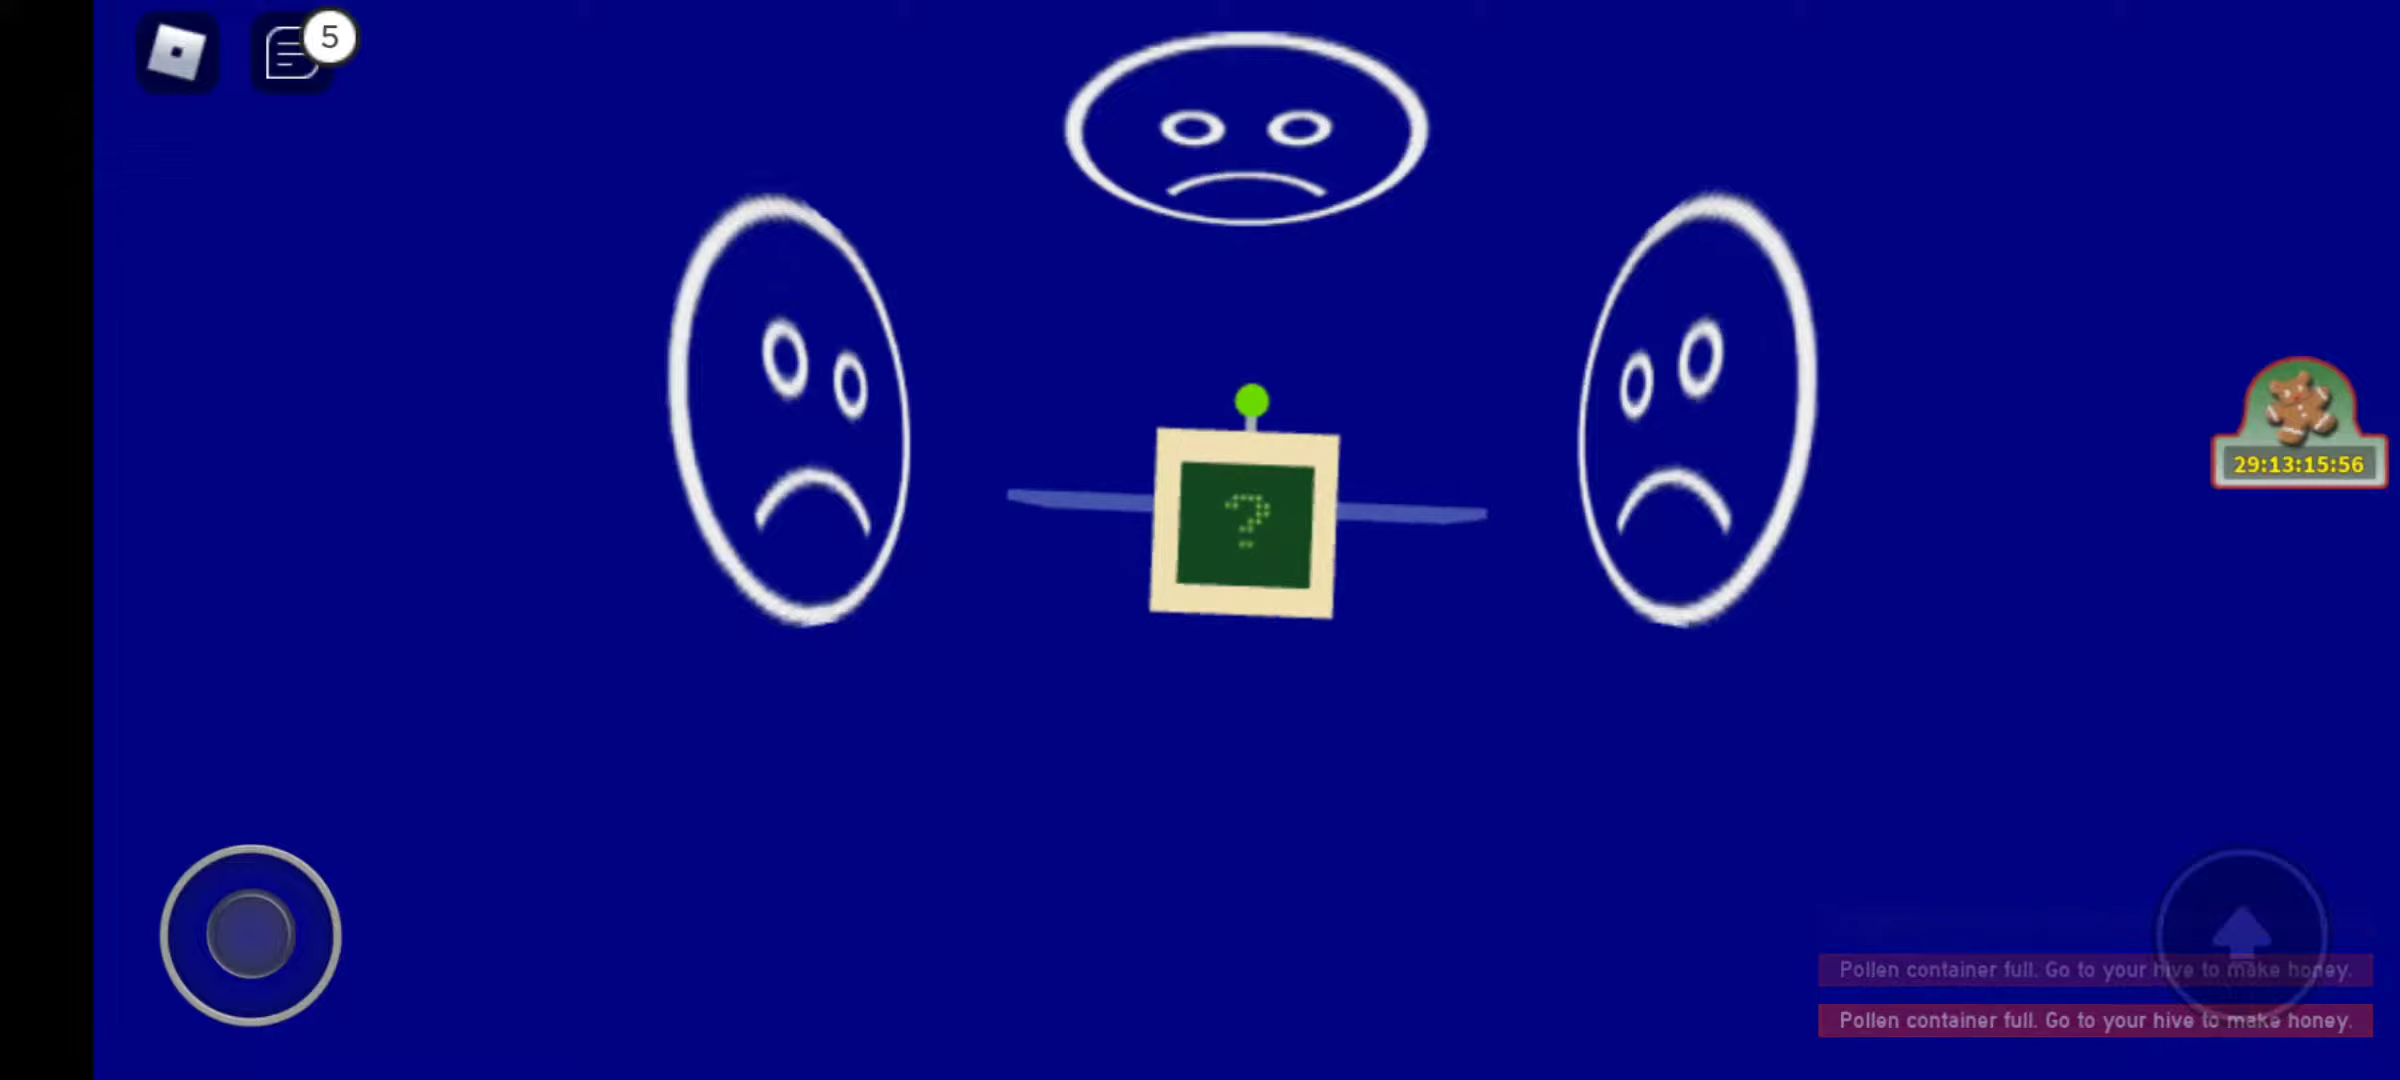 5
?
29:13:15:56
Pollen container full. Go to your hive to make honey.
Pollen container full. Go to your hive to make honey.